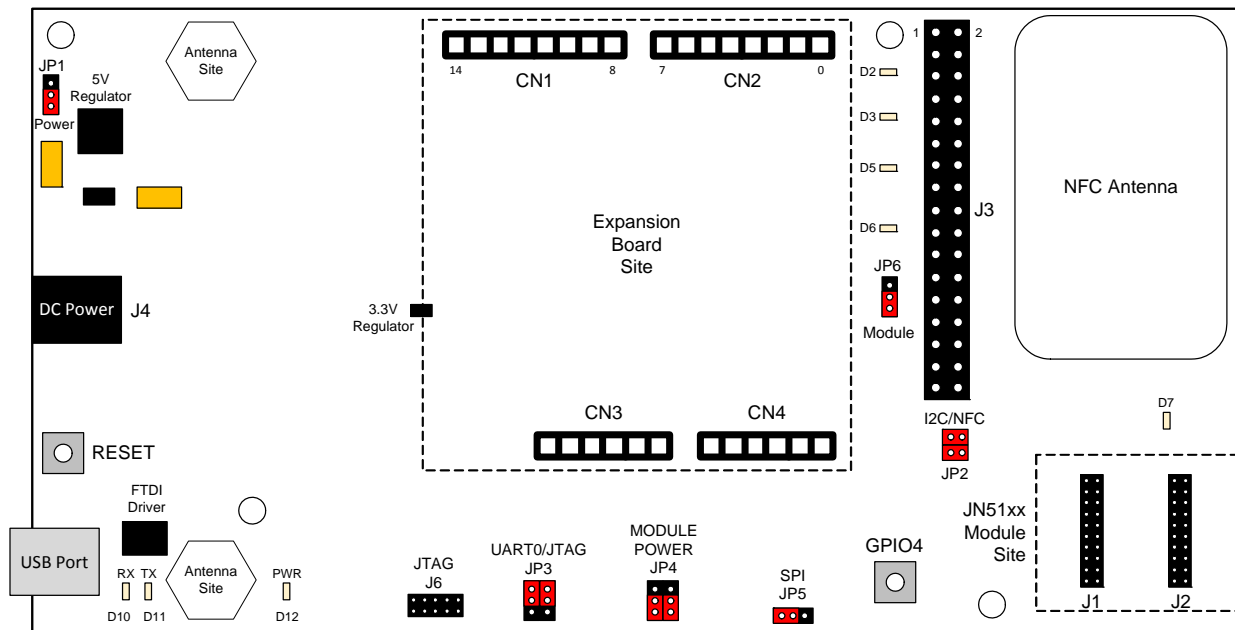 JP1
Antenna
Site
5V
Regulator
Power
14
8
CN1
7
0
CN2
1
2
D2
D3
D5
D6
J3
NFC Antenna
Expansion
Board
Site
JP6
Module
DC Power
J4
3.3V
Regulator
CN3
CN4
I2C/NFC
JP2
D7
RESET
FTDI
Driver
USB Port
RX
TX
D10
D11
Antenna
Site
PWR
D12
JTAG
J6
UART0/JTAG
JP3
MODULE
POWER
JP4
SPI
JP5
GPIO4
JN51xx
Module
Site
J1
J2